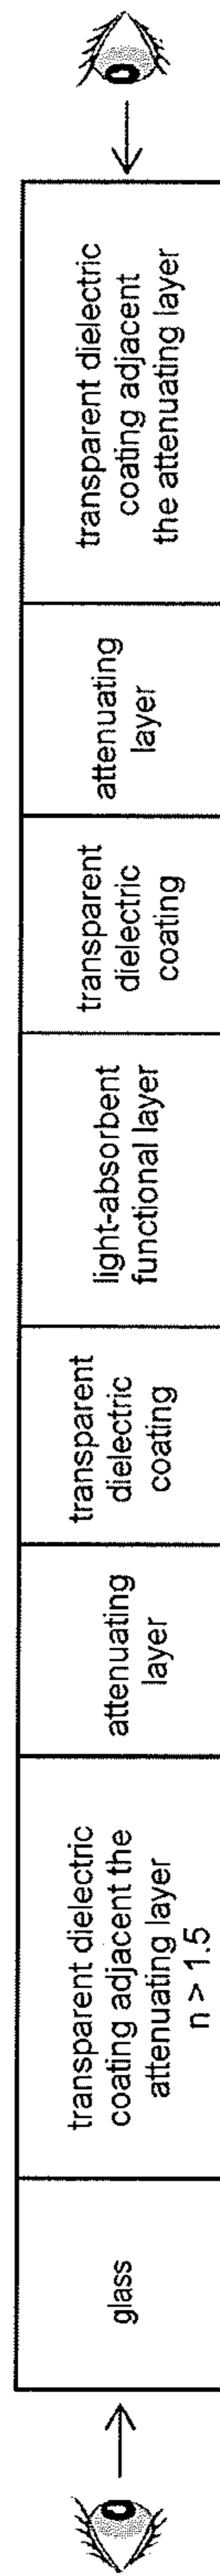 glass
transparent dielectric
coating adjacent the
attenuating layer
n > 1.5
attenuating
layer
transparent
dielectric
coating
light-absorbent
functional layer
transparent
dielectric
coating
attenuating
layer
transparent dielectric
coating adjacent
the attenuating layer